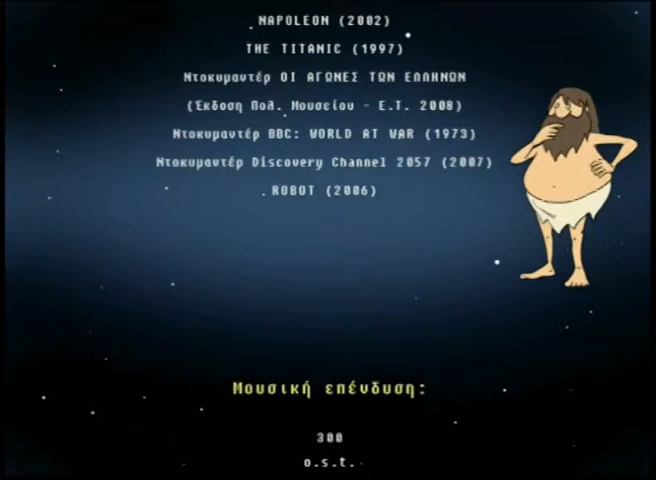 NAPOLEON (2002)
THE TITANIC (1997)
Ντοκυμαντέρ ΟΙ ΑΓΩΝΕΣ ΤΩΝ ΕΛΛΗΝΩΝ
(Έκδοση Πολ. Μουσείου - Ε.Τ. 2008)
Ντοκυμαντέρ BBC: WORLD AT WAR (1973)
Ντοκυμαντέρ Discovery Channel 2057 (2007)
ROBOT (2006)
Μουσική επένδυση:
300
o.s.t.